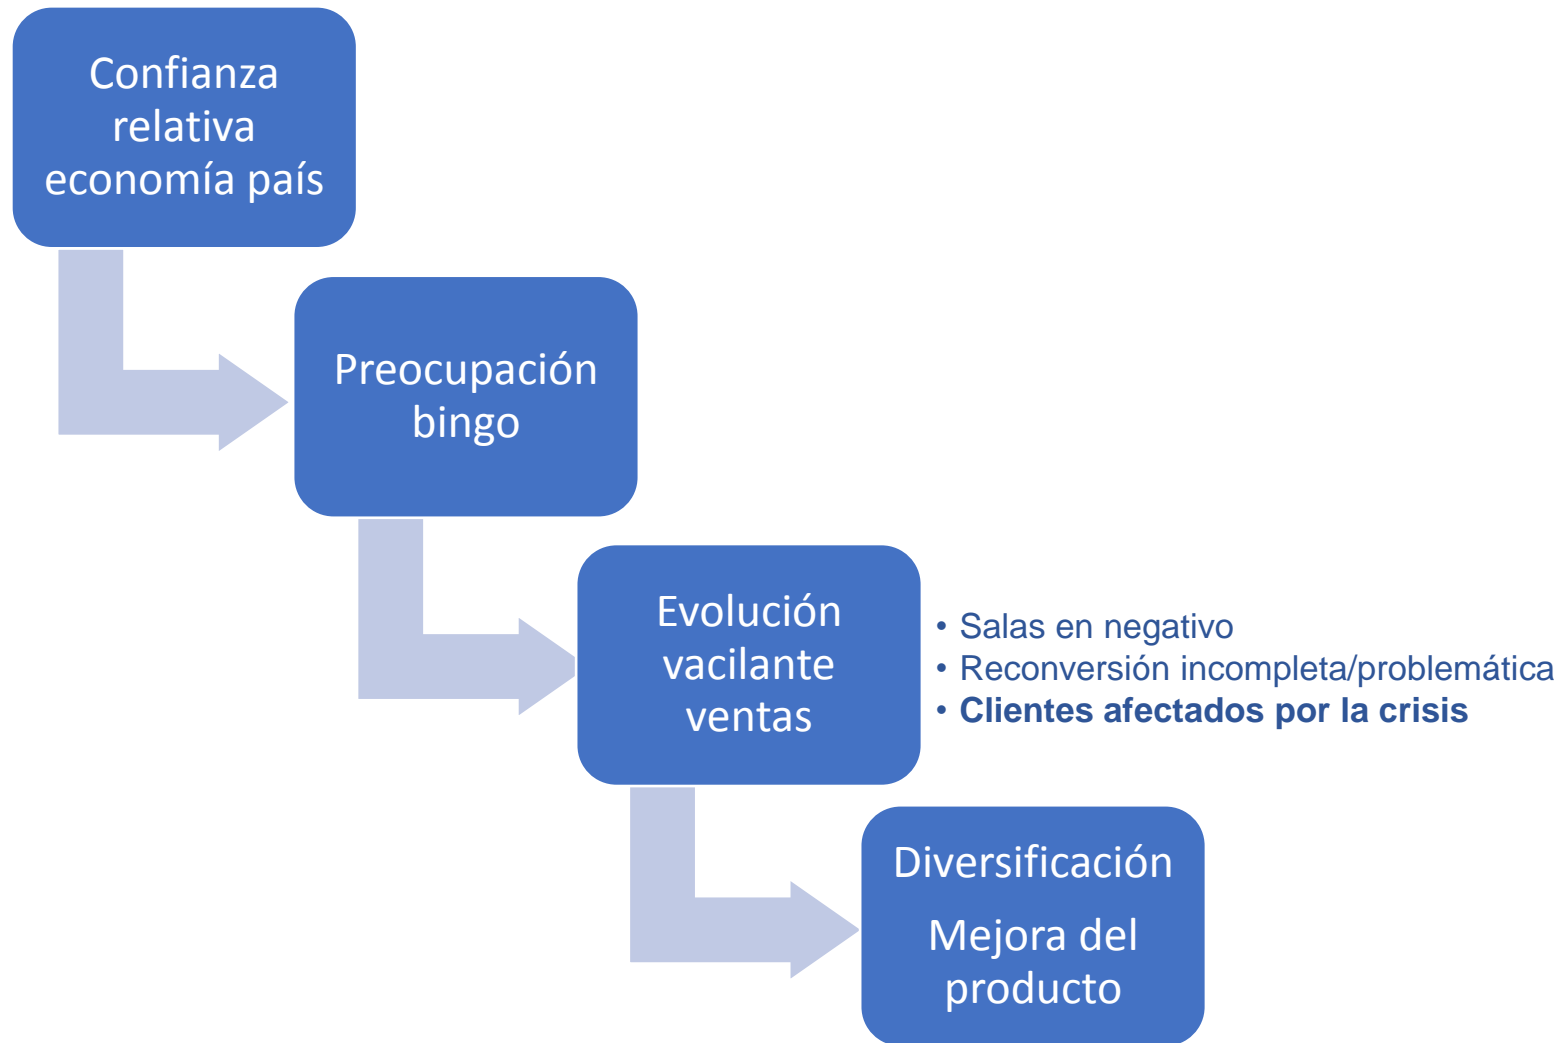 Confianza
relativa
economía país
Preocupación
bingo
Evolución
vacilante
ventas
• Salas en negativo
• Reconversión incompleta/problemática
• Clientes afectados por la crisis
Diversificación
Mejora del
producto